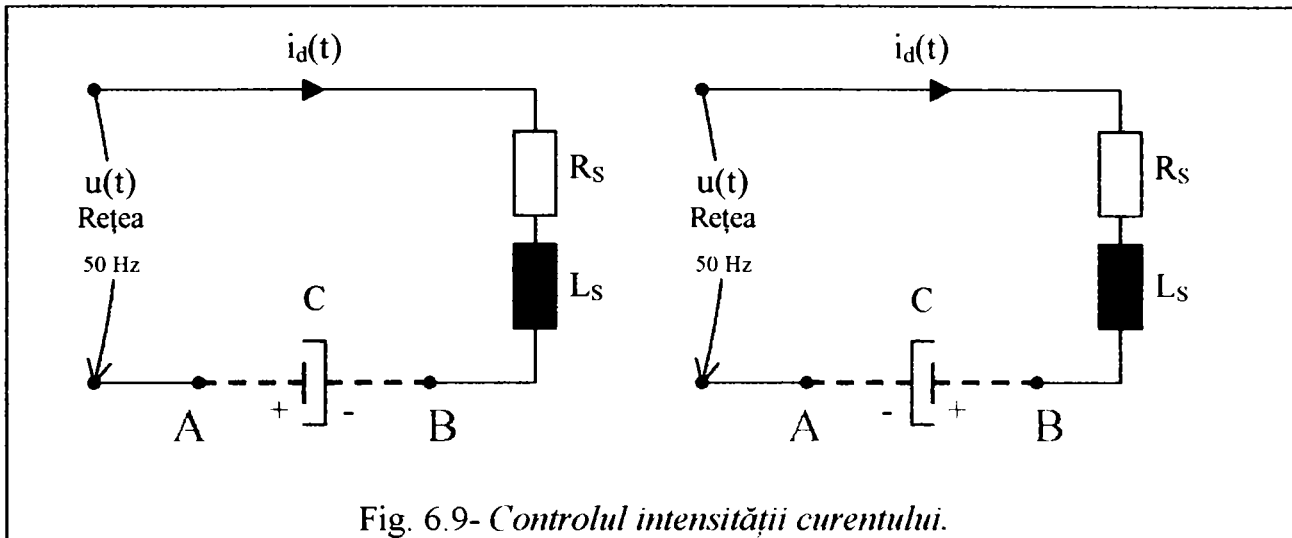 i_d(t)
R_S
u(t)
Rețea
50 Hz
L_S
C
A
+
-
B
i_d(t)
R_S
u(t)
Rețea
50 Hz
L_S
C
A
-
+
B
Fig. 6.9- Controlul intensității curentului.